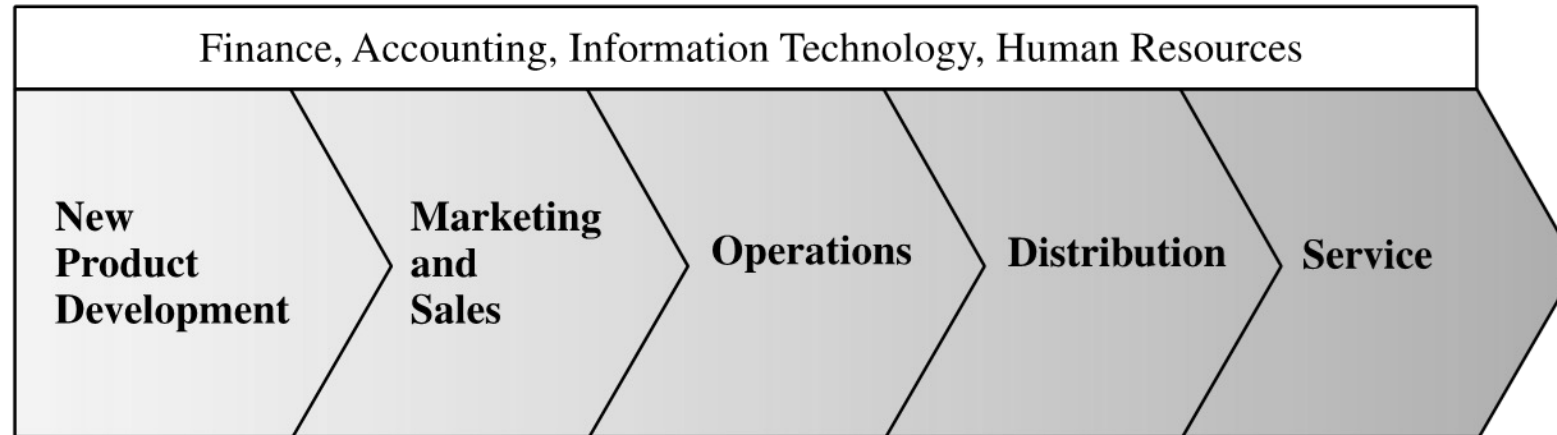 Finance, Accounting, Information Technology, Human Resources
New
Product
Development
Marketing
and
Sales
Operations
Distribution
Service